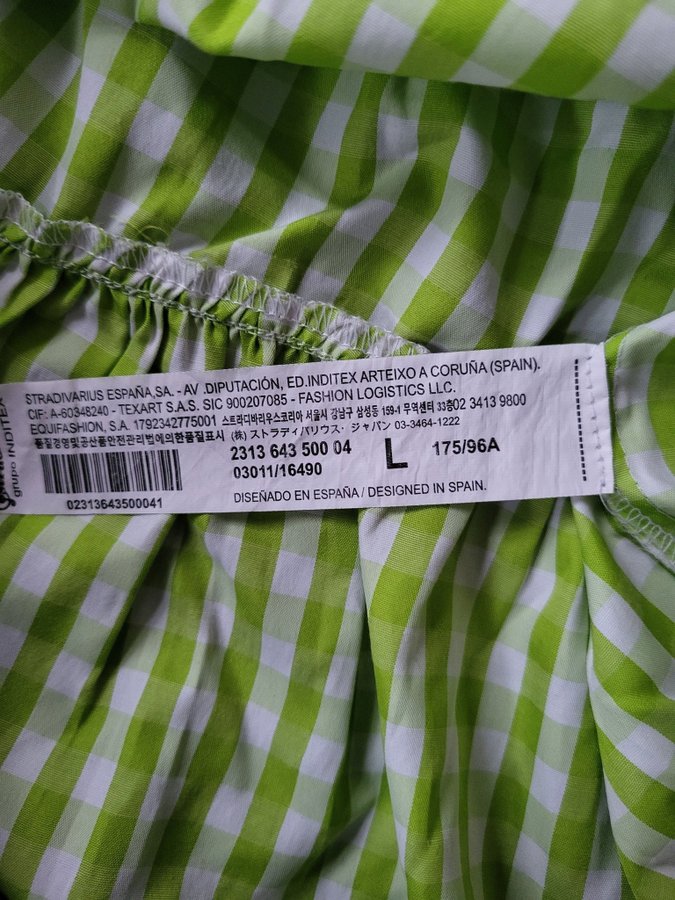 STRADIVARIUS ESPAÑA,SA. - AV .DIPUTACIÓN, ED.INDITEX ARTEIXO A CORUÑA (SPAIN).
CIF: A-60348240 - TEXART S.A.S. SIC 900207085 - FASHION LOGISTICS LLC.
EQUIFASHION, S.A. 1792342775001 스트라디바리우스코리아 서울시 강남구 삼성동 159-1 무역센터 33층02 3413 9800
품질경영및공산품안전관리법에의한품질표시 (株) ストラディバリウス・ジャパン 03-3464-1222
2313 643 500 04
03011/16490
L
175/96A
02313643500041
DISEÑADO EN ESPAÑA / DESIGNED IN SPAIN.
grupo INDITEX